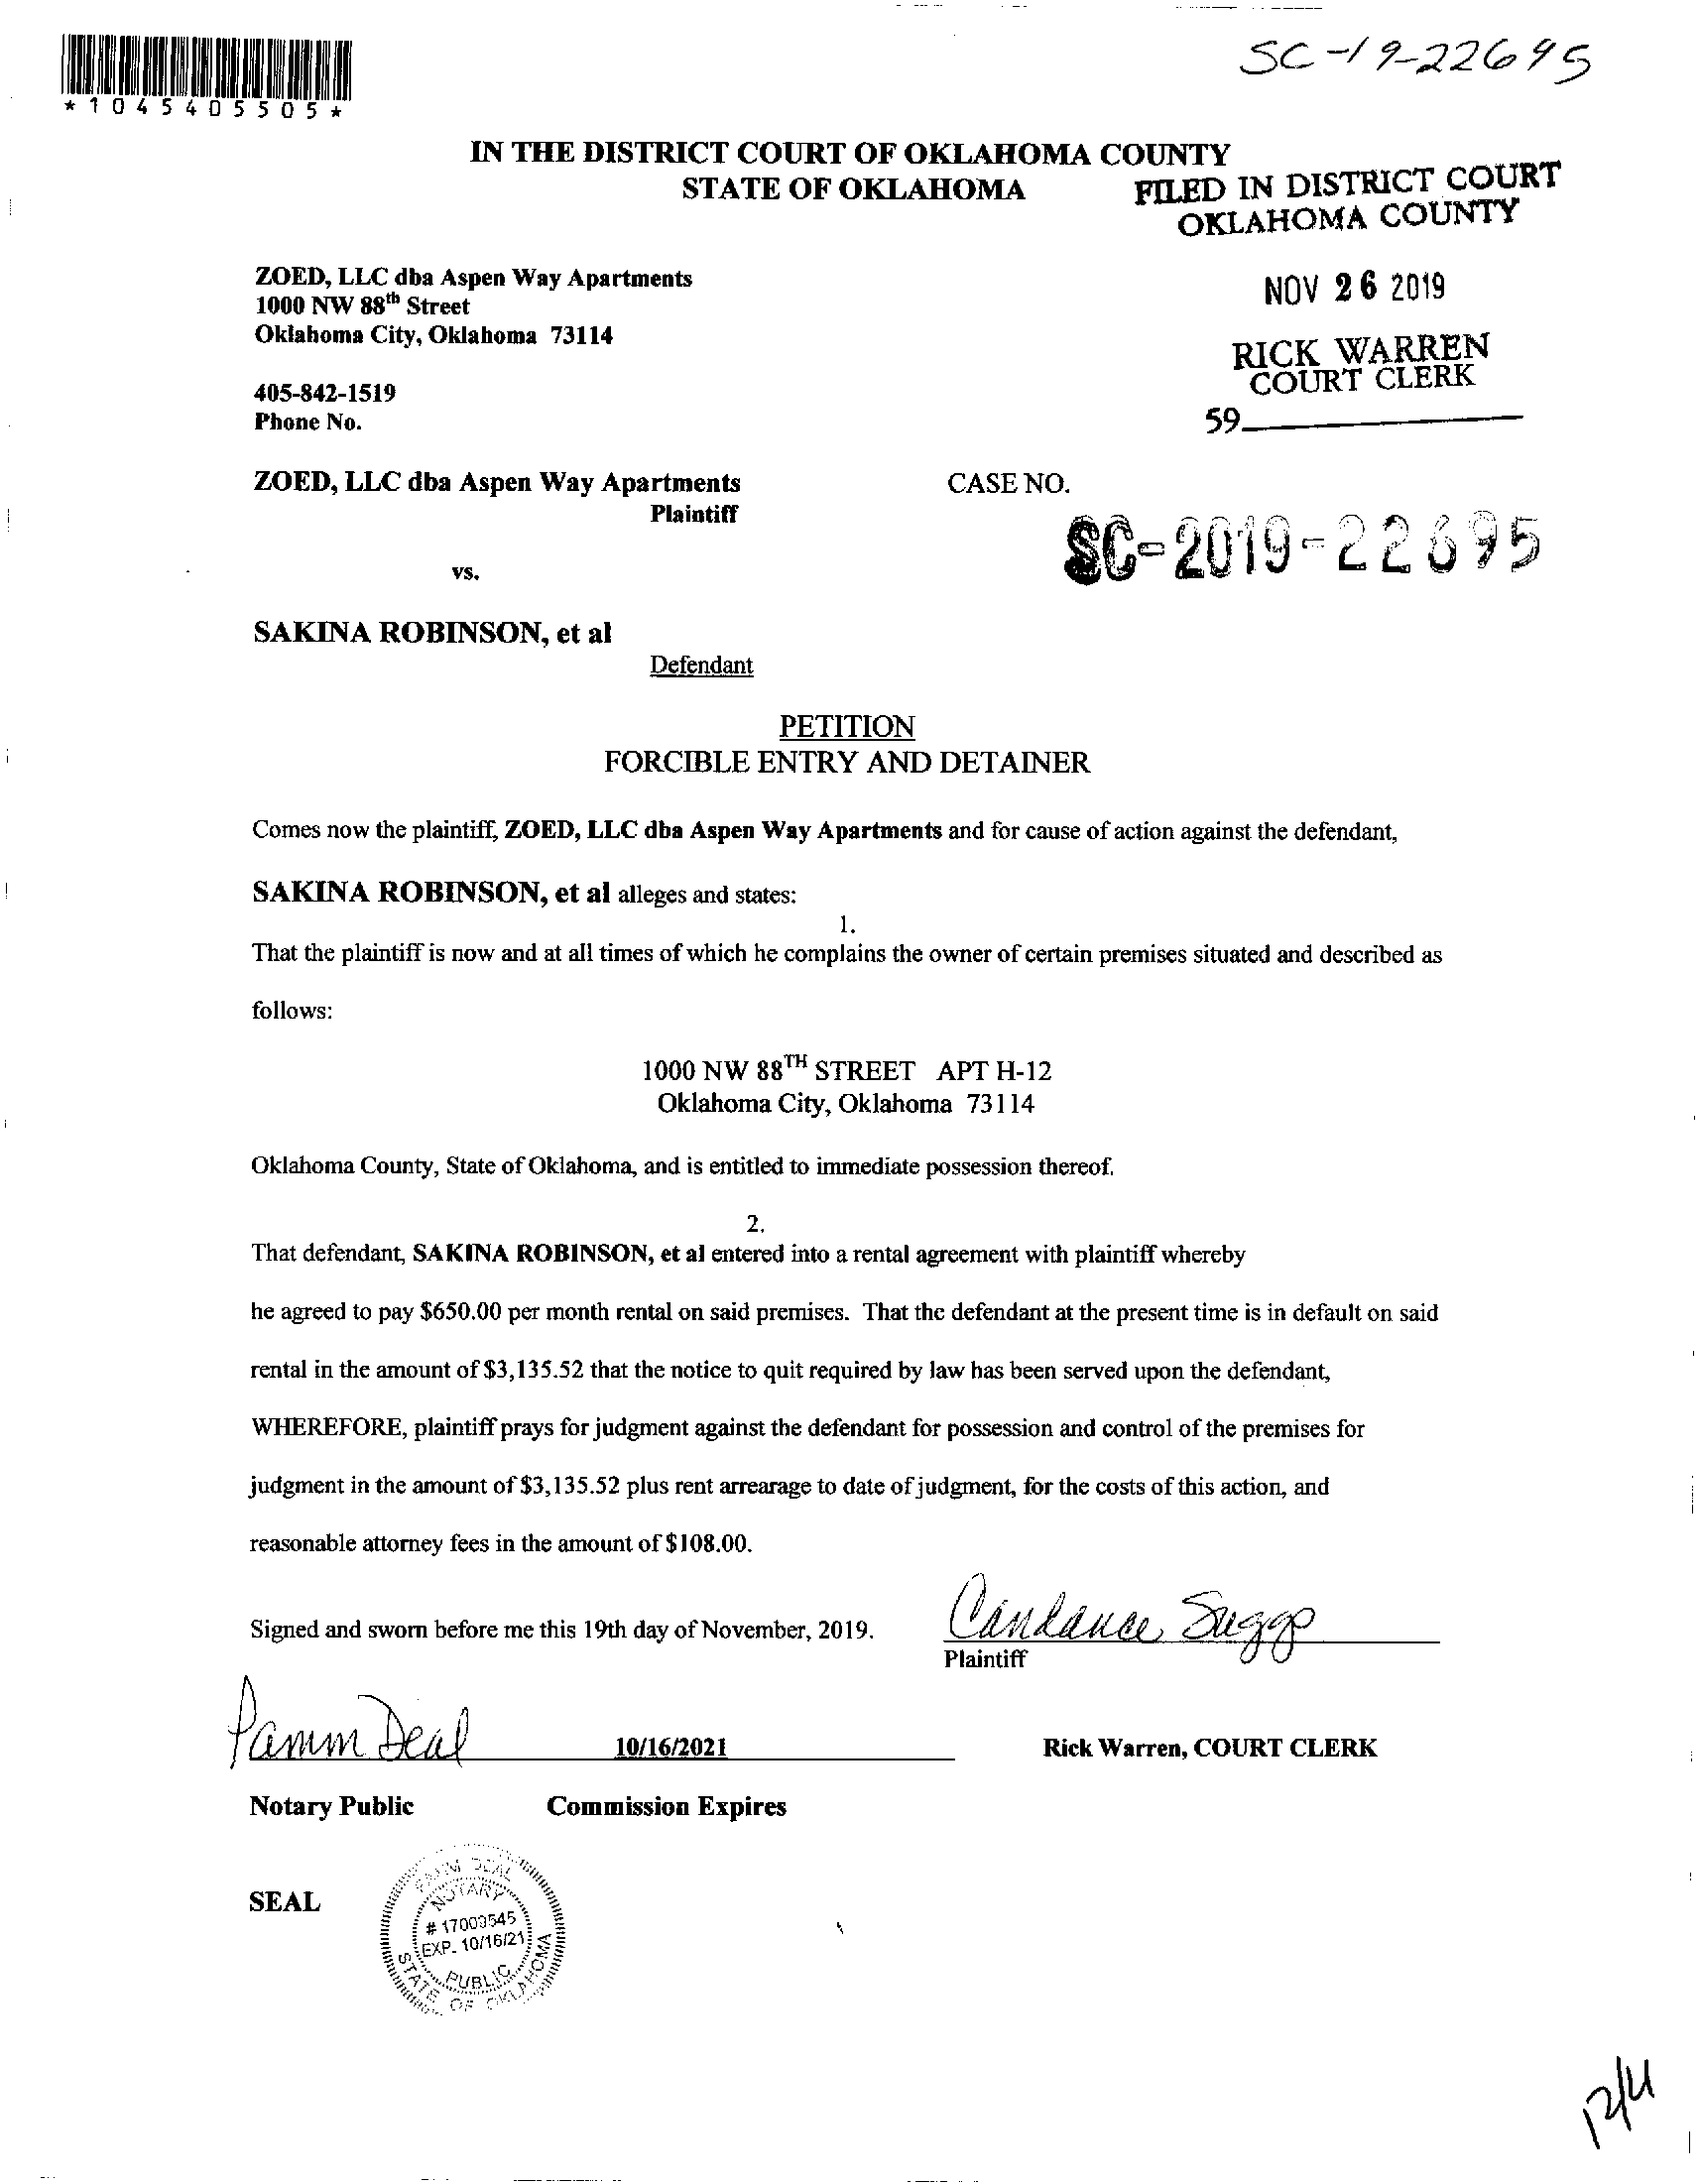 SC-19-22695
*1045405505*
IN THE DISTRICT COURT OF OKLAHOMA COUNTY
STATE OF OKLAHOMA
FILED IN DISTRICT COURT
OKLAHOMA COUNTY
ZOED, LLC dba Aspen Way Apartments
1000 NW 88th Street
Oklahoma City, Oklahoma 73114
NOV 26 2019
RICK WARREN
COURT CLERK
405-842-1519
Phone No.
59
ZOED, LLC dba Aspen Way Apartments
Plaintiff
CASE NO.
SC-2019-22695
vs.
SAKINA ROBINSON, et al
Defendant
PETITION
FORCIBLE ENTRY AND DETAINER
Comes now the plaintiff, ZOED, LLC dba Aspen Way Apartments and for cause of action against the defendant,
SAKINA ROBINSON, et al alleges and states:
1.
That the plaintiff is now and at all times of which he complains the owner of certain premises situated and described as
follows:
1000 NW 88TH STREET APT H-12
Oklahoma City, Oklahoma 73114
Oklahoma County, State of Oklahoma, and is entitled to immediate possession thereof.
2.
That defendant, SAKINA ROBINSON, et al entered into a rental agreement with plaintiff whereby
he agreed to pay $650.00 per month rental on said premises. That the defendant at the present time is in default on said
rental in the amount of $3,135.52 that the notice to quit required by law has been served upon the defendant,
WHEREFORE, plaintiff prays for judgment against the defendant for possession and control of the premises for
judgment in the amount of $3,135.52 plus rent arrearage to date of judgment, for the costs of this action, and
reasonable attorney fees in the amount of $108.00.
Signed and sworn before me this 19th day of November, 2019.
Candance Suggs
Plaintiff
Pamm Deal
10/16/2021
Rick Warren, COURT CLERK
Notary Public
Commission Expires
SEAL
PAMM DEAL
NOTARY
# 17009545
EXP. 10/16/21
PUBLIC
STATE OF OKLAHOMA